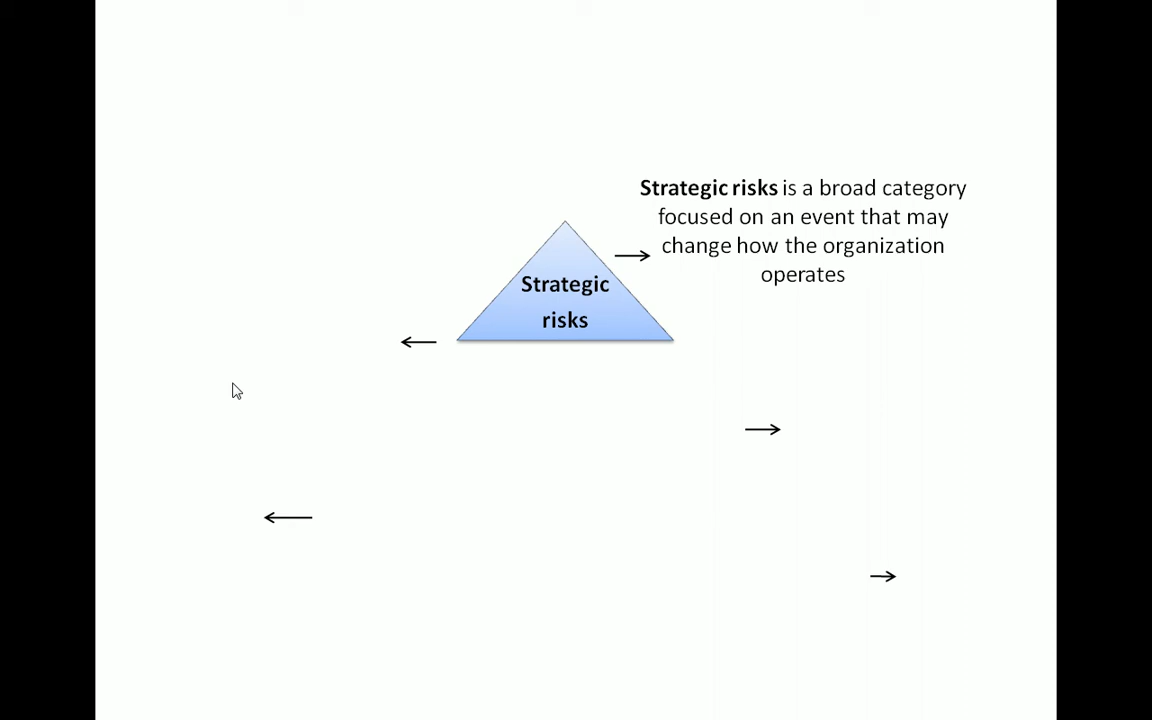 Strategic risks is a broad category
focused on an event that may
change how the organization
operates
Strategic
risks